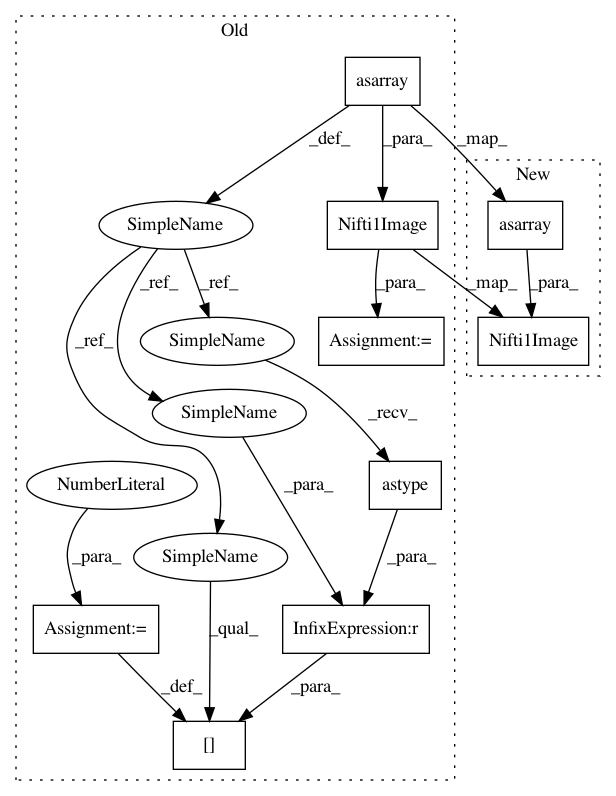 Old
asarray
_def_
_para_
_map_
New
SimpleName
Nifti1Image
asarray
_ref_
_ref_
_ref_
_para_
_map_
_para_
SimpleName
Assignment:=
Nifti1Image
SimpleName
_recv_
NumberLiteral
_para_
astype
_para_
SimpleName
_para_
Assignment:=
_qual_
InfixExpression:r
_def_
_para_
[]